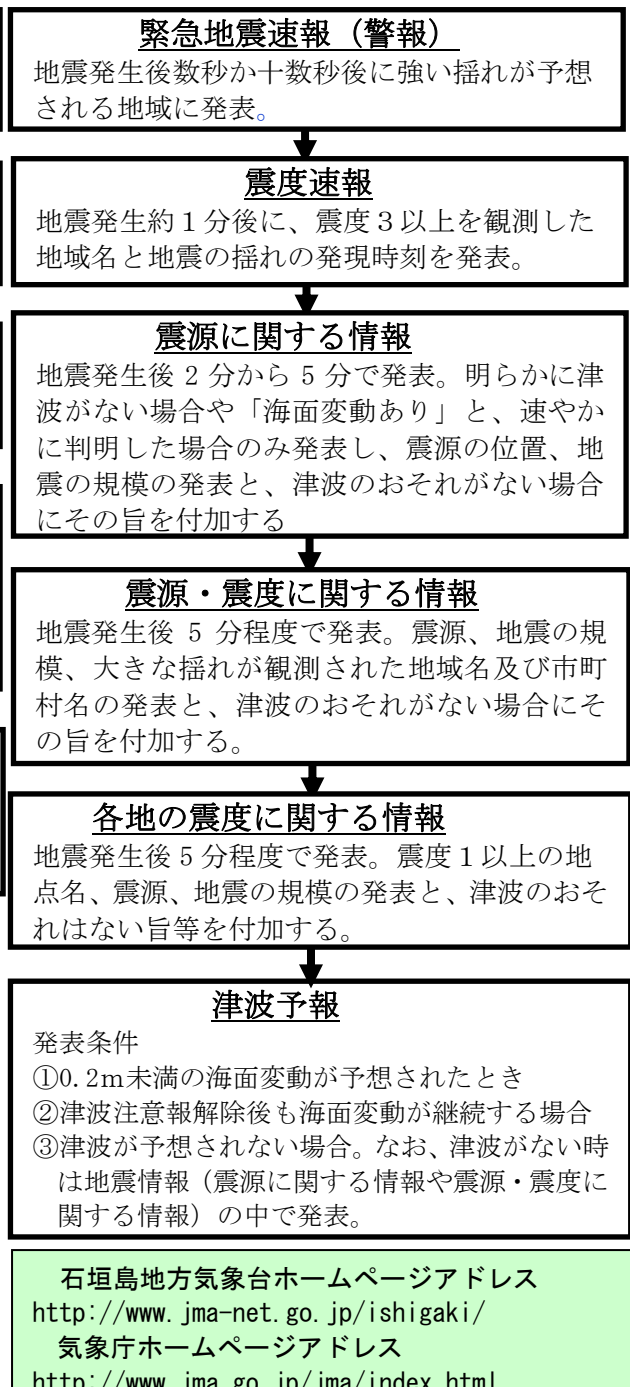 緊急地震速報（警報）
地震発生後数秒か十数秒後に強い揺れが予想
される地域に発表。
震度速報
地震発生約１分後に、震度３以上を観測した
地域名と地震の揺れの発現時刻を発表。
震源に関する情報
地震発生後 2 分から 5 分で発表。明らかに津
波がない場合や「海面変動あり」と、速やか
に判明した場合のみ発表し、震源の位置、地
震の規模の発表と、津波のおそれがない場合
にその旨を付加する
震源・震度に関する情報
地震発生後 5 分程度で発表。震源、地震の規
模、大きな揺れが観測された地域名及び市町
村名の発表と、津波のおそれがない場合にそ
の旨を付加する。
各地の震度に関する情報
地震発生後 5 分程度で発表。震度１以上の地
点名、震源、地震の規模の発表と、津波のおそ
れはない旨等を付加する。
津波予報
発表条件
①0.2ｍ未満の海面変動が予想されたとき
②津波注意報解除後も海面変動が継続する場合
③津波が予想されない場合。なお、津波がない時
は地震情報（震源に関する情報や震源・震度に
関する情報）の中で発表。
石垣島地方気象台ホームページアドレス
http://www.jma-net.go.jp/ishigaki/
気象庁ホームページアドレス
http://www.jma.go.jp/jma/index.html